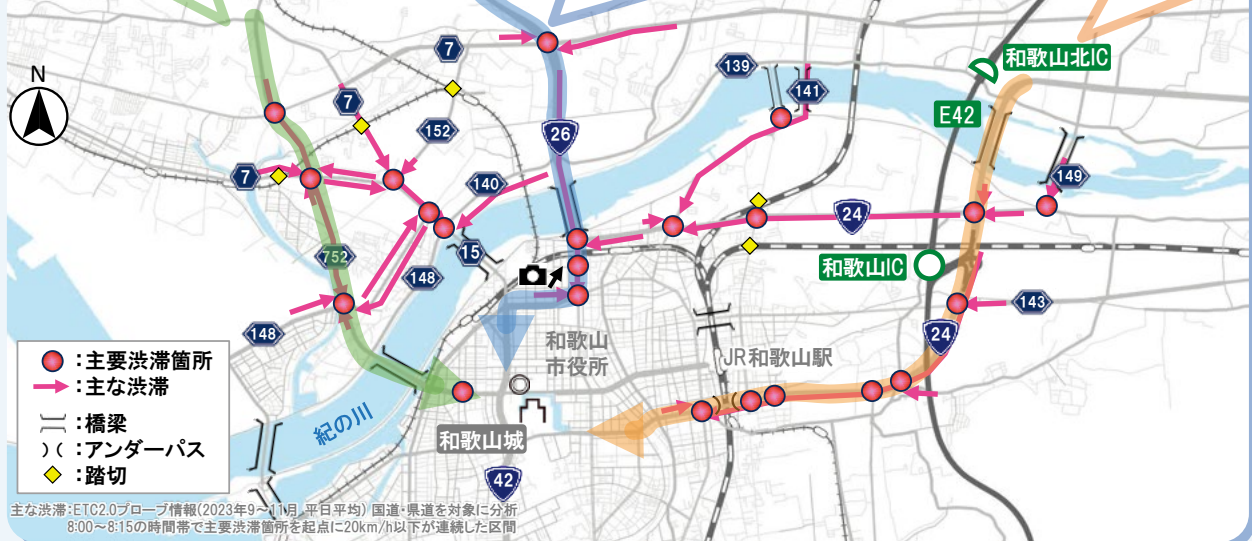 7
和歌山北IC
139
N
7
141
E42
152
26
7
140
149
24
15
752
148
和歌山IC
143
148
24
和歌山
市役所
JR和歌山駅
:主要渋滞箇所
:主な渋滞
:橋梁
:アンダーパス
:踏切
紀の川
和歌山城
42
主な渋滞:ETC2.0プローブ情報(2023年9~11月 平日平均) 国道・県道を対象に分析
8:00~8:15の時間帯で主要渋滞箇所を起点に20km/h以下が連続した区間